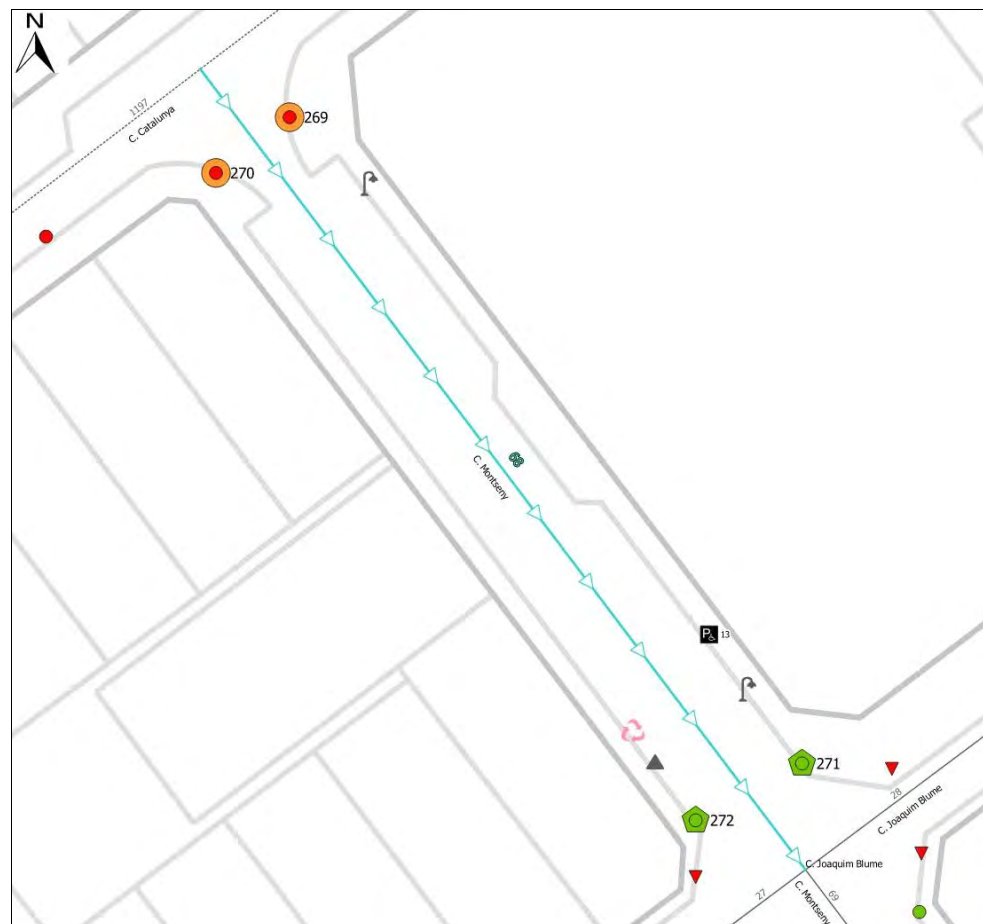 N
1197
C. Catalunya
269
270
C. Montseny
P 13
271
28
C. Joaquim Blume
272
C. Joaquim Blume
27
69
C. Montseny